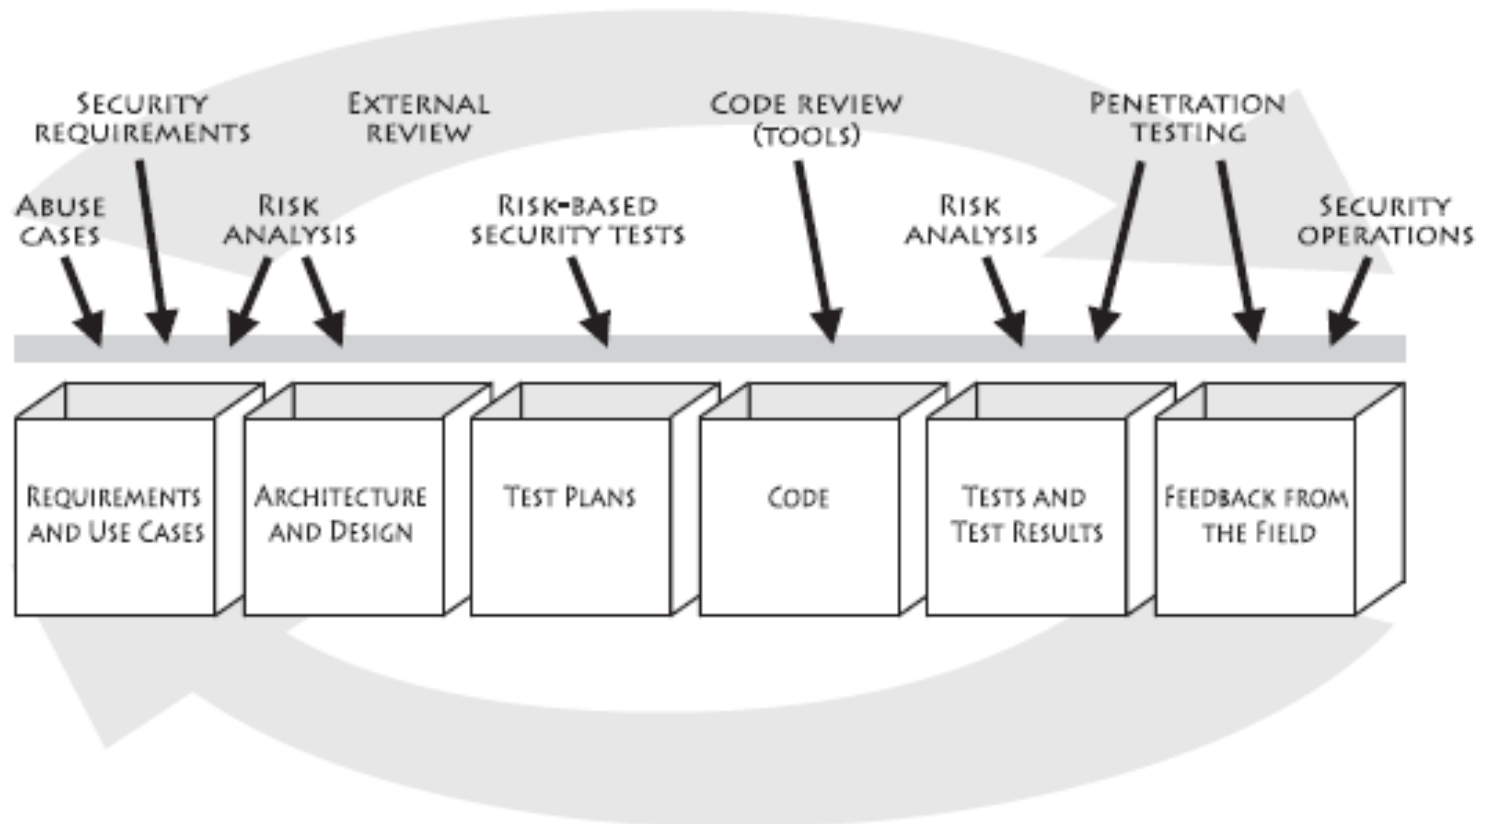 SECURITY
REQUIREMENTS
EXTERNAL
REVIEW
CODE REVIEW
(TOOLS)
PENETRATION
TESTING
ABUSE
CASES
RISK
ANALYSIS
RISK-BASED
SECURITY TESTS
RISK
ANALYSIS
SECURITY
OPERATIONS
REQUIREMENTS
AND USE CASES
ARCHITECTURE
AND DESIGN
TEST PLANS
CODE
TESTS AND
TEST RESULTS
FEEDBACK FROM
THE FIELD